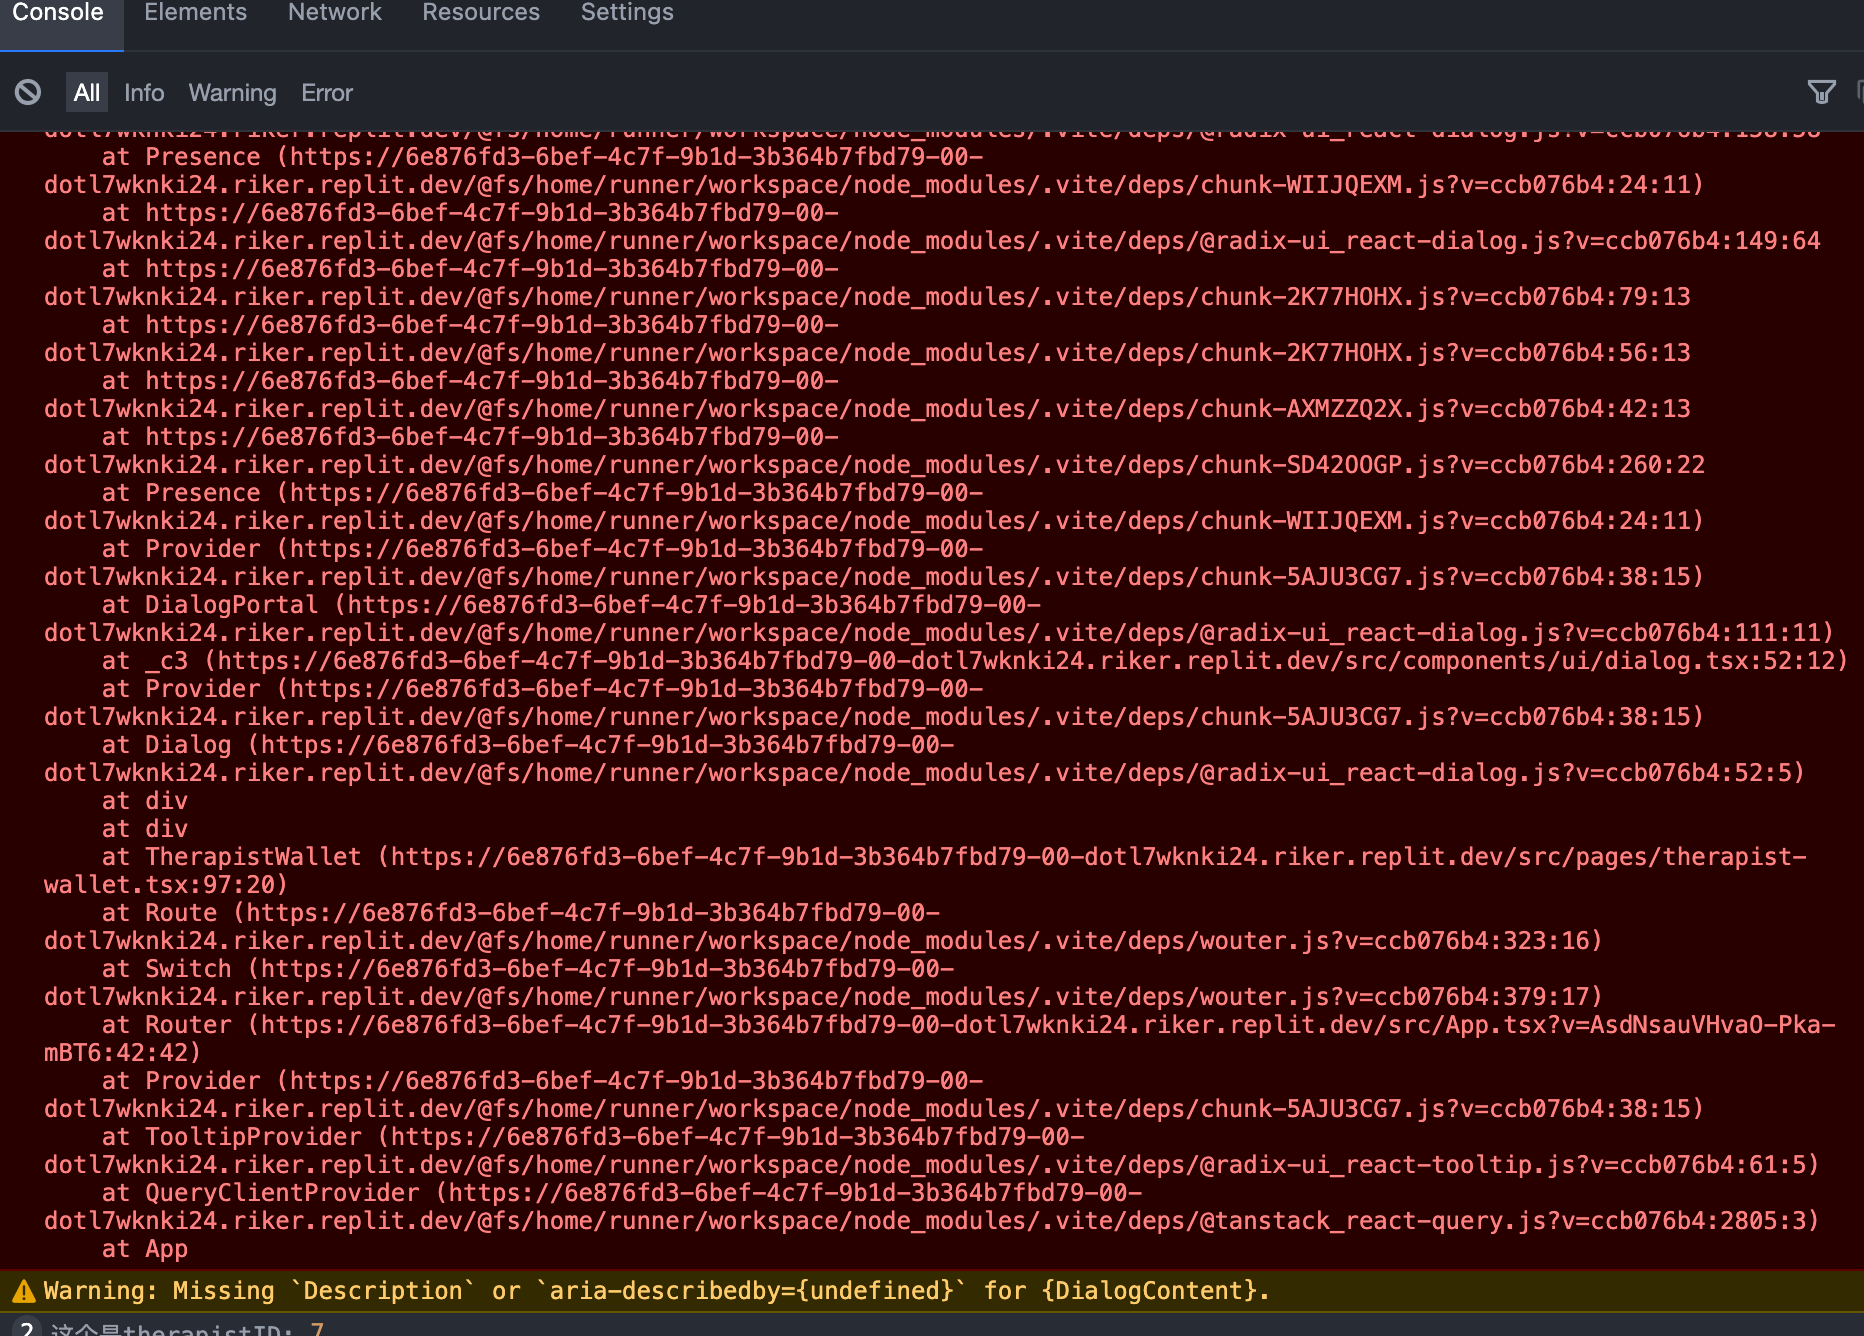 Console Elements Network Resources Settings
All Info Warning Error
dotl7wknki24.riker.replit.dev/@fs/home/runner/workspace/node_modules/.vite/deps/@radix-ui_react-dialog.js?v=ccb076b4:138:58
at Presence (https://6e876fd3-6bef-4c7f-9b1d-3b364b7fbd79-00-
dotl7wknki24.riker.replit.dev/@fs/home/runner/workspace/node_modules/.vite/deps/chunk-WIIJQEXM.js?v=ccb076b4:24:11)
at https://6e876fd3-6bef-4c7f-9b1d-3b364b7fbd79-00-
dotl7wknki24.riker.replit.dev/@fs/home/runner/workspace/node_modules/.vite/deps/@radix-ui_react-dialog.js?v=ccb076b4:149:64
at https://6e876fd3-6bef-4c7f-9b1d-3b364b7fbd79-00-
dotl7wknki24.riker.replit.dev/@fs/home/runner/workspace/node_modules/.vite/deps/chunk-2K77HOHX.js?v=ccb076b4:79:13
at https://6e876fd3-6bef-4c7f-9b1d-3b364b7fbd79-00-
dotl7wknki24.riker.replit.dev/@fs/home/runner/workspace/node_modules/.vite/deps/chunk-2K77HOHX.js?v=ccb076b4:56:13
at https://6e876fd3-6bef-4c7f-9b1d-3b364b7fbd79-00-
dotl7wknki24.riker.replit.dev/@fs/home/runner/workspace/node_modules/.vite/deps/chunk-AXMZZQ2X.js?v=ccb076b4:42:13
at https://6e876fd3-6bef-4c7f-9b1d-3b364b7fbd79-00-
dotl7wknki24.riker.replit.dev/@fs/home/runner/workspace/node_modules/.vite/deps/chunk-SD42OOGP.js?v=ccb076b4:260:22
at Presence (https://6e876fd3-6bef-4c7f-9b1d-3b364b7fbd79-00-
dotl7wknki24.riker.replit.dev/@fs/home/runner/workspace/node_modules/.vite/deps/chunk-WIIJQEXM.js?v=ccb076b4:24:11)
at Provider (https://6e876fd3-6bef-4c7f-9b1d-3b364b7fbd79-00-
dotl7wknki24.riker.replit.dev/@fs/home/runner/workspace/node_modules/.vite/deps/chunk-5AJU3CG7.js?v=ccb076b4:38:15)
at DialogPortal (https://6e876fd3-6bef-4c7f-9b1d-3b364b7fbd79-00-
dotl7wknki24.riker.replit.dev/@fs/home/runner/workspace/node_modules/.vite/deps/@radix-ui_react-dialog.js?v=ccb076b4:111:11)
at _c3 (https://6e876fd3-6bef-4c7f-9b1d-3b364b7fbd79-00-dotl7wknki24.riker.replit.dev/src/components/ui/dialog.tsx:52:12)
at Provider (https://6e876fd3-6bef-4c7f-9b1d-3b364b7fbd79-00-
dotl7wknki24.riker.replit.dev/@fs/home/runner/workspace/node_modules/.vite/deps/chunk-5AJU3CG7.js?v=ccb076b4:38:15)
at Dialog (https://6e876fd3-6bef-4c7f-9b1d-3b364b7fbd79-00-
dotl7wknki24.riker.replit.dev/@fs/home/runner/workspace/node_modules/.vite/deps/@radix-ui_react-dialog.js?v=ccb076b4:52:5)
at div
at div
at TherapistWallet (https://6e876fd3-6bef-4c7f-9b1d-3b364b7fbd79-00-dotl7wknki24.riker.replit.dev/src/pages/therapist-
wallet.tsx:97:20)
at Route (https://6e876fd3-6bef-4c7f-9b1d-3b364b7fbd79-00-
dotl7wknki24.riker.replit.dev/@fs/home/runner/workspace/node_modules/.vite/deps/wouter.js?v=ccb076b4:323:16)
at Switch (https://6e876fd3-6bef-4c7f-9b1d-3b364b7fbd79-00-
dotl7wknki24.riker.replit.dev/@fs/home/runner/workspace/node_modules/.vite/deps/wouter.js?v=ccb076b4:379:17)
at Router (https://6e876fd3-6bef-4c7f-9b1d-3b364b7fbd79-00-dotl7wknki24.riker.replit.dev/src/App.tsx?v=AsdNsauVHvaO-Pka-
mBT6:42:42)
at Provider (https://6e876fd3-6bef-4c7f-9b1d-3b364b7fbd79-00-
dotl7wknki24.riker.replit.dev/@fs/home/runner/workspace/node_modules/.vite/deps/chunk-5AJU3CG7.js?v=ccb076b4:38:15)
at TooltipProvider (https://6e876fd3-6bef-4c7f-9b1d-3b364b7fbd79-00-
dotl7wknki24.riker.replit.dev/@fs/home/runner/workspace/node_modules/.vite/deps/@radix-ui_react-tooltip.js?v=ccb076b4:61:5)
at QueryClientProvider (https://6e876fd3-6bef-4c7f-9b1d-3b364b7fbd79-00-
dotl7wknki24.riker.replit.dev/@fs/home/runner/workspace/node_modules/.vite/deps/@tanstack_react-query.js?v=ccb076b4:2805:3)
at App
Warning: Missing `Description` or `aria-describedby={undefined}` for {DialogContent}.
2 这个是therapistID: 7